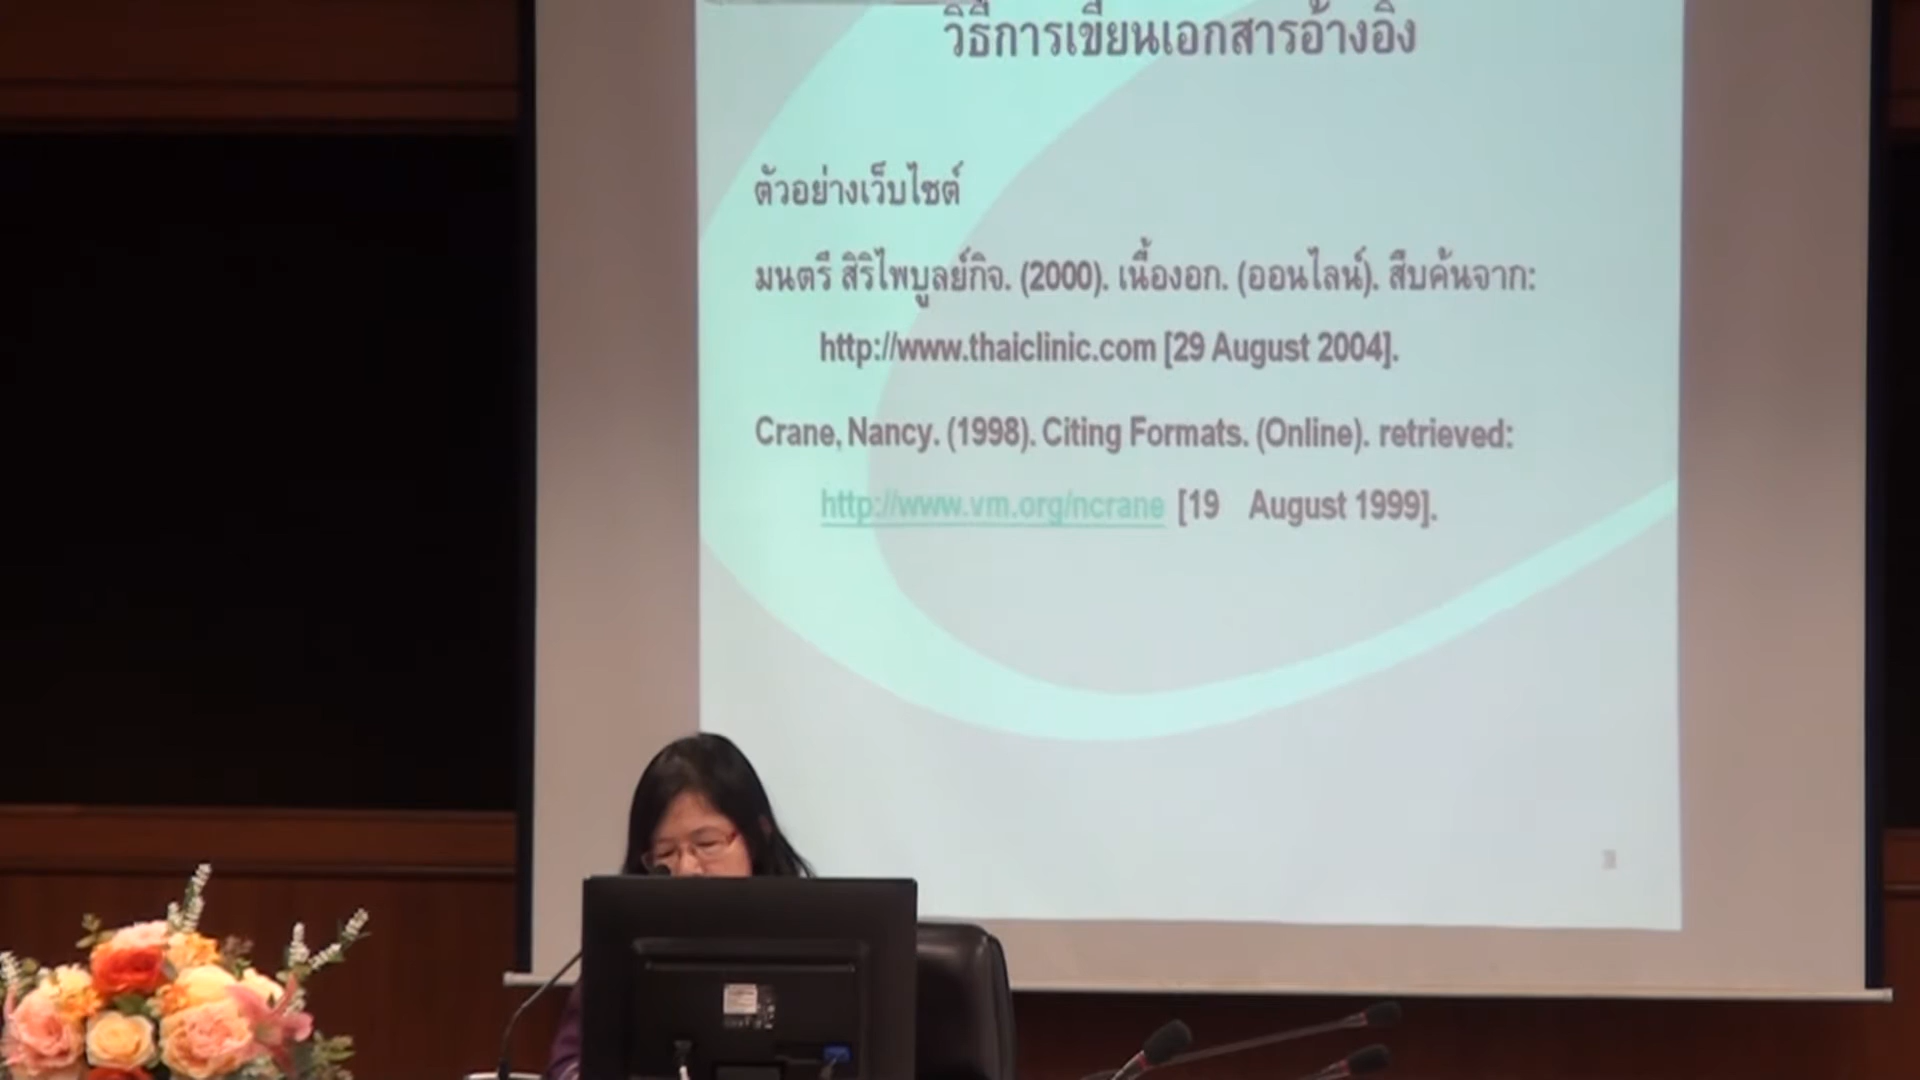 วิธีการเขียนเอกสารอ้างอิง
ตัวอย่างเว็บไซต์
มนตรี สิริไพบูลย์กิจ. (2000). เนื้องอก. (ออนไลน์). สืบค้นจาก:
http://www.thaiclinic.com [29 August 2004].
Crane, Nancy. (1998). Citing Formats. (Online). retrieved:
http://www.vm.org/ncrane [19 August 1999].